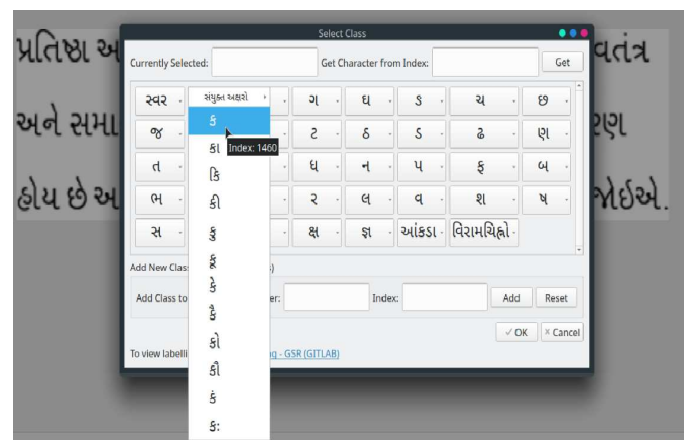 Select Class
પ્રતિષ્ઠા અ
વતંત્ર
Currently Selected:
Get Character from Index:
Get
સ્વર
સંયુક્ત અક્ષરો
ગ
ઘ
ઙ
ચ
છ
અને સમા
ક
રણ
જ
Index: 1460
ટ
ઠ
ડ
ઢ
ણ
કા
ત
કિ
ધ
ન
પ
ફ
બ
હોય છે અ
જોઈએ.
ભ
કી
ર
લ
વ
શ
ષ
સ
કુ
ક્ષ
જ્ઞ
આંકડા
વિરામચિહ્નો
કૂ
Add New Clas
Add Class to
કે
er:
Index:
Add
Reset
કૈ
OK
Cancel
કો
To view labelli
ng - GSR (GITLAB)
કૌ
કં
કઃ